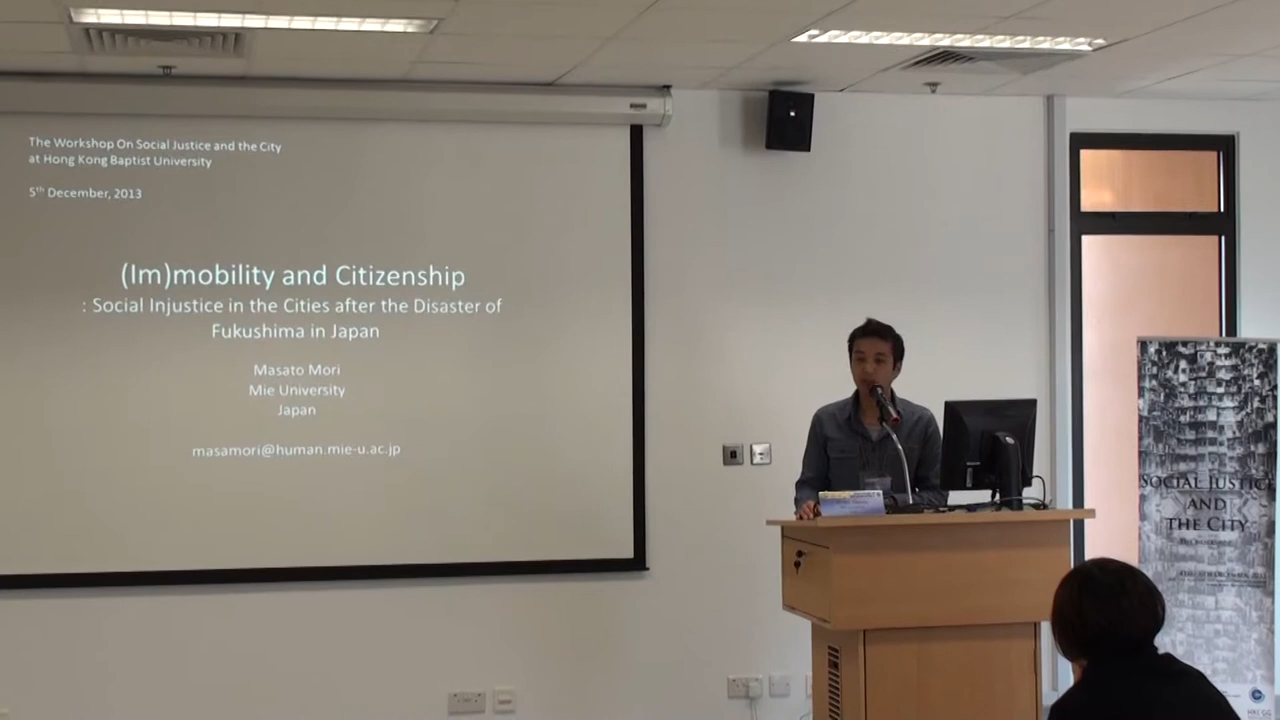 The Workshop On Social Justice and the City
at Hong Kong Baptist University
5th December, 2013
(Im)mobility and Citizenship
: Social Injustice in the Cities after the Disaster of
Fukushima in Japan
Masato Mori
Mie University
Japan
masamori@human.mie-u.ac.jp
SOCIAL JUSTICE
AND
THE CITY